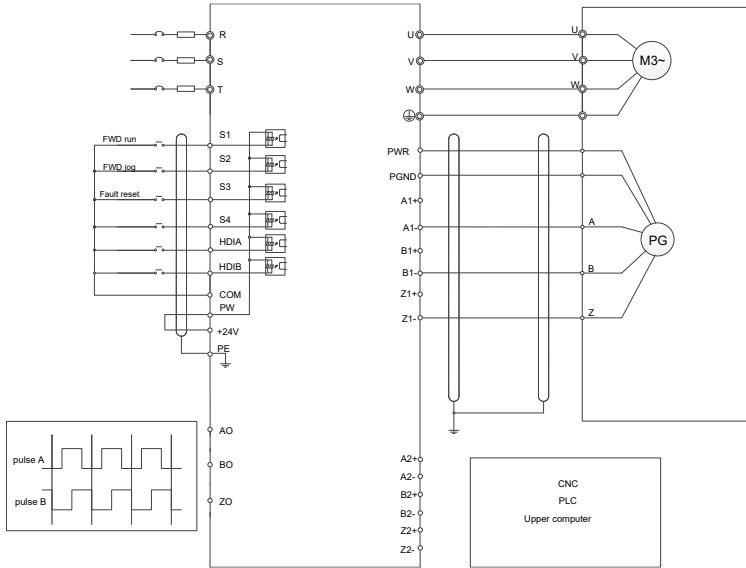 R
S
T
FWD run
FWD jog
Fault reset
S1
S2
S3
S4
HDIA
HDIB
COM
PW
+24V
PE
AO
BO
ZO
pulse A
pulse B
U
V
W
PWR
PGND
A1+
A1-
B1+
B1-
Z1+
Z1-
A2+
A2-
B2+
B2-
Z2+
Z2-
U
V
W
M3~
A
B
Z
PG
CNC
PLC
Upper computer